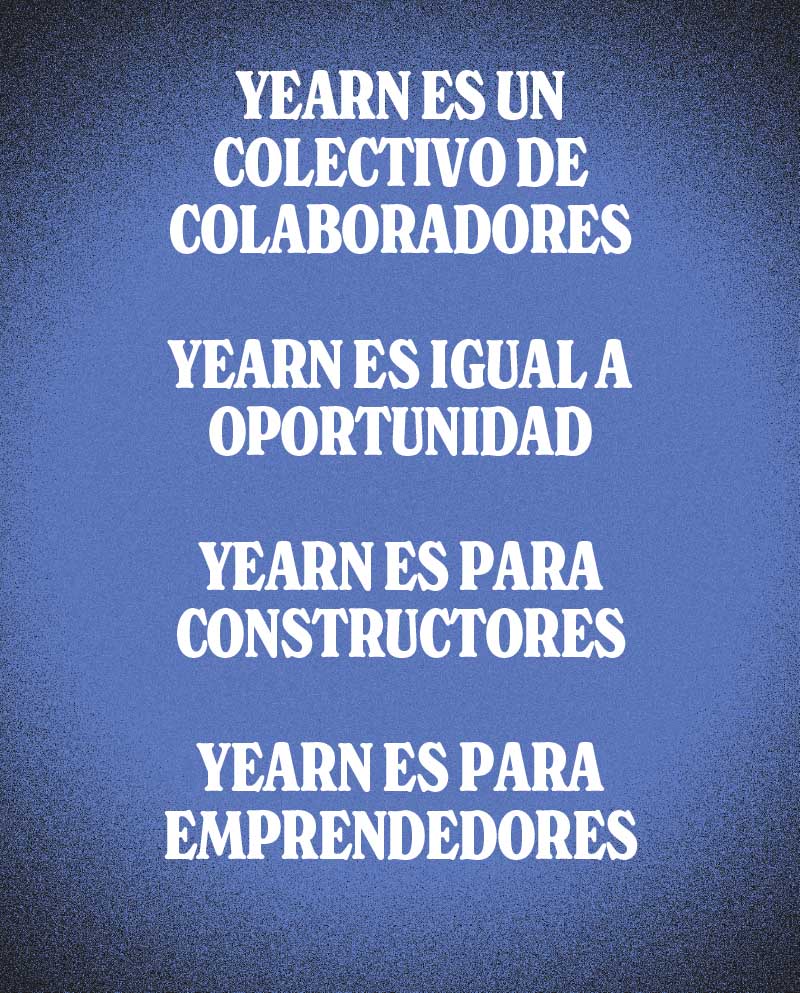 YEARN ES UN
COLECTIVO DE
COLABORADORES
YEARN ES IGUAL A
OPORTUNIDAD
YEARN ES PARA
CONSTRUCTORES
YEARN ES PARA
EMPRENDEDORES